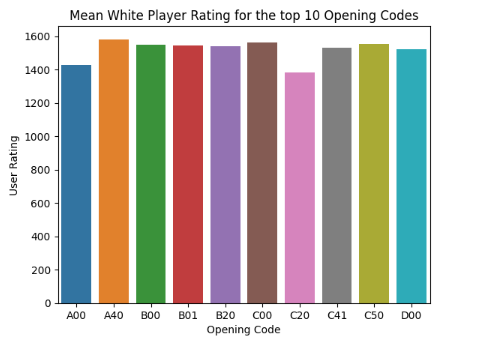 Mean White Player Rating for the top 10 Opening Codes
1600
1400
1200
1000
800
600
400
200
0
User Rating
A00 A40 B00 B01 B20 C00 C20 C41 C50 D00
Opening Code